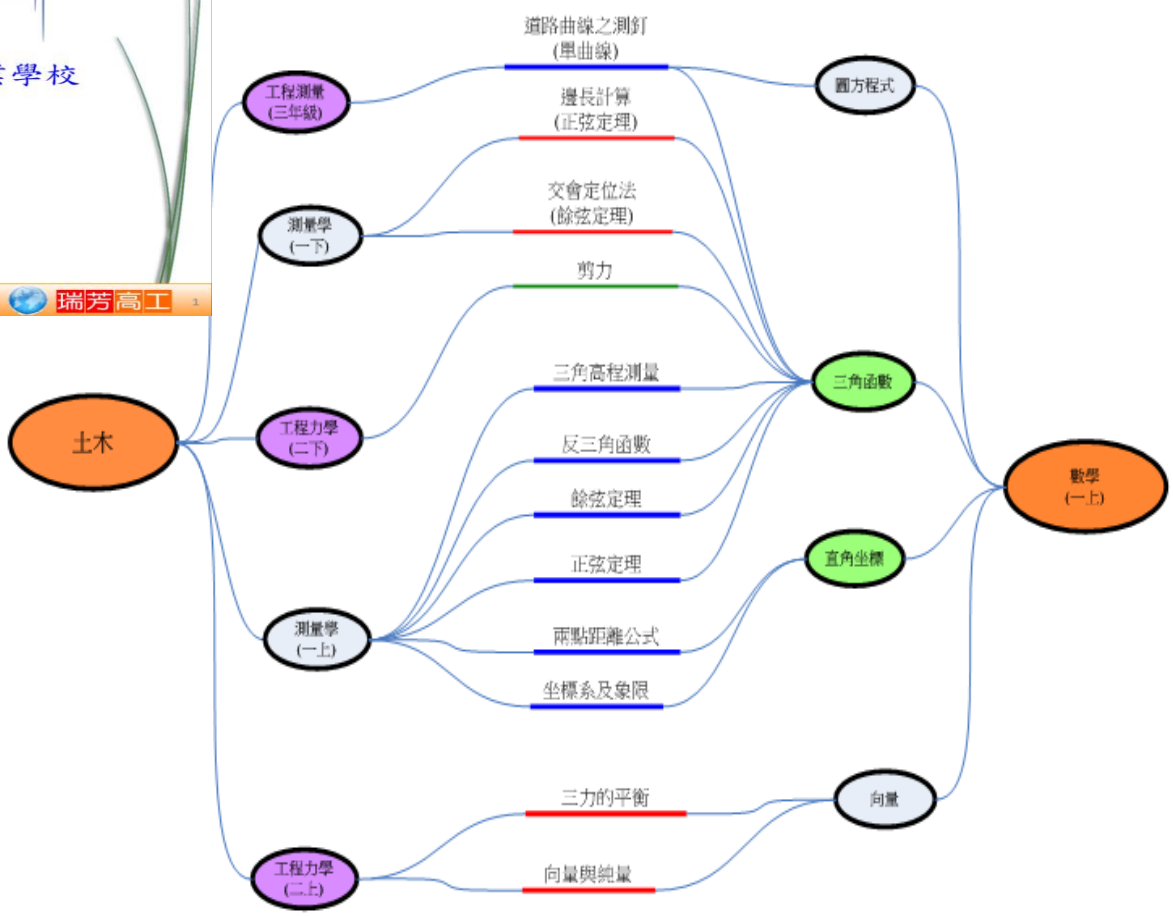 學校
瑞芳高工 1
土木
工程測量
(三年級)
測量學
(一下)
工程力學
(二下)
測量學
(一上)
工程力學
(二上)
道路曲線之測釘
(單曲線)
邊長計算
(正弦定理)
交會定位法
(餘弦定理)
剪力
三角高程測量
反三角函數
餘弦定理
正弦定理
兩點距離公式
坐標系及象限
三力的平衡
向量與純量
圓方程式
三角函數
直角坐標
向量
數學
(一上)